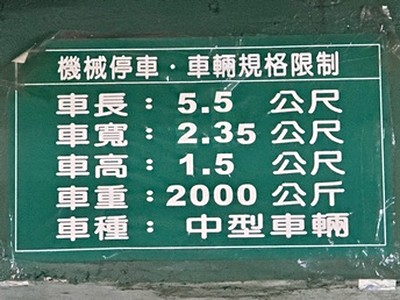 機械停車·車輛規格限制
車長：5.5 公尺
車寬：2.35 公尺
車高：1.5 公尺
車重：2000 公斤
車種：中型車輛